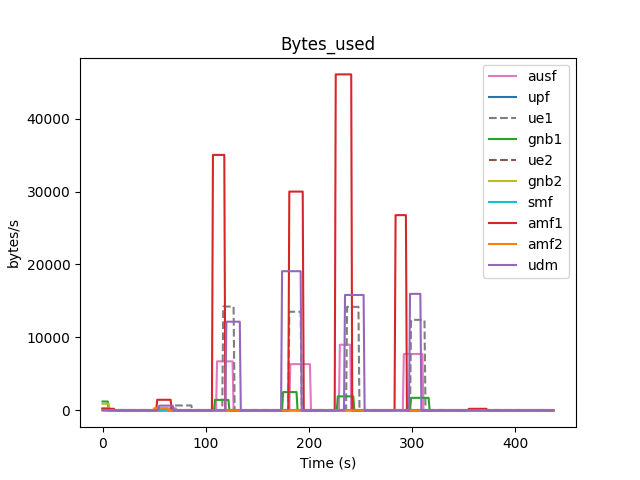 Bytes_used
bytes/s
40000
30000
20000
10000
0
0
100
200
300
400
Time (s)
ausf
upf
ue1
gnb1
ue2
gnb2
smf
amf1
amf2
udm